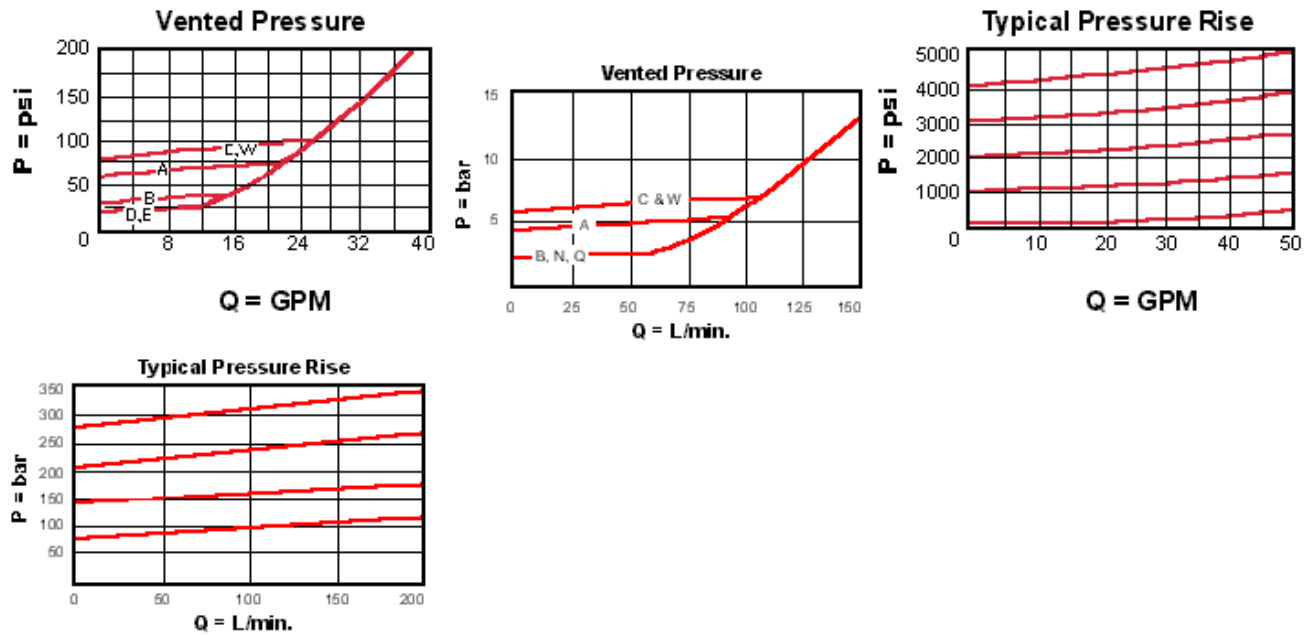 Vented Pressure
200
150
100
50
0
P = psi
C,W
A
B
D,E
8
16
24
32
40
Q = GPM
Vented Pressure
15
10
5
P = bar
C & W
A
B, N, Q
0
25
50
75
100
125
150
Q = L/min.
Typical Pressure Rise
5000
4000
3000
2000
1000
P = psi
0
10
20
30
40
50
Q = GPM
Typical Pressure Rise
350
300
250
200
150
100
50
P = bar
0
50
100
150
200
Q = L/min.